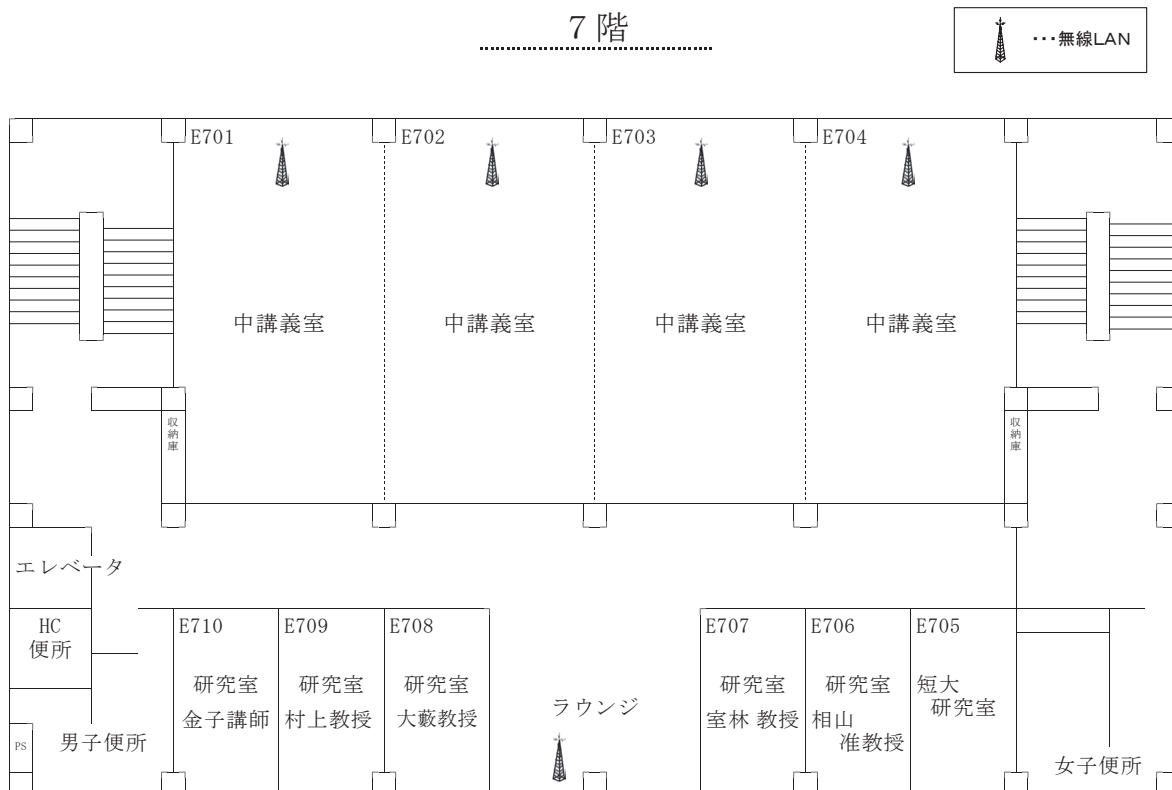 7階
…無線LAN
E701
E702
E703
E704
中講義室
中講義室
中講義室
中講義室
収納庫
収納庫
エレベータ
HC
便所
E710
研究室
金子講師
E709
研究室
村上教授
E708
研究室
大藪教授
ラウンジ
E707
研究室
室林 教授
E706
研究室
相山
准教授
E705
短大
研究室
PS
男子便所
女子便所